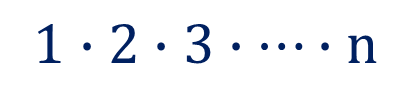 1 · 2 · 3 · ⋯ · n